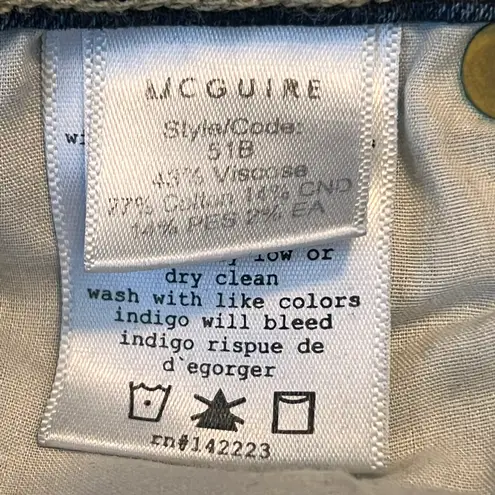 MCGUIRE
Style/Code:
51B
43% Viscose
27% Cotton 14% CND
14% PES 2% EA
low or
dry clean
wash with like colors
indigo will bleed
indigo rispue de
d`egorger
rn#142223